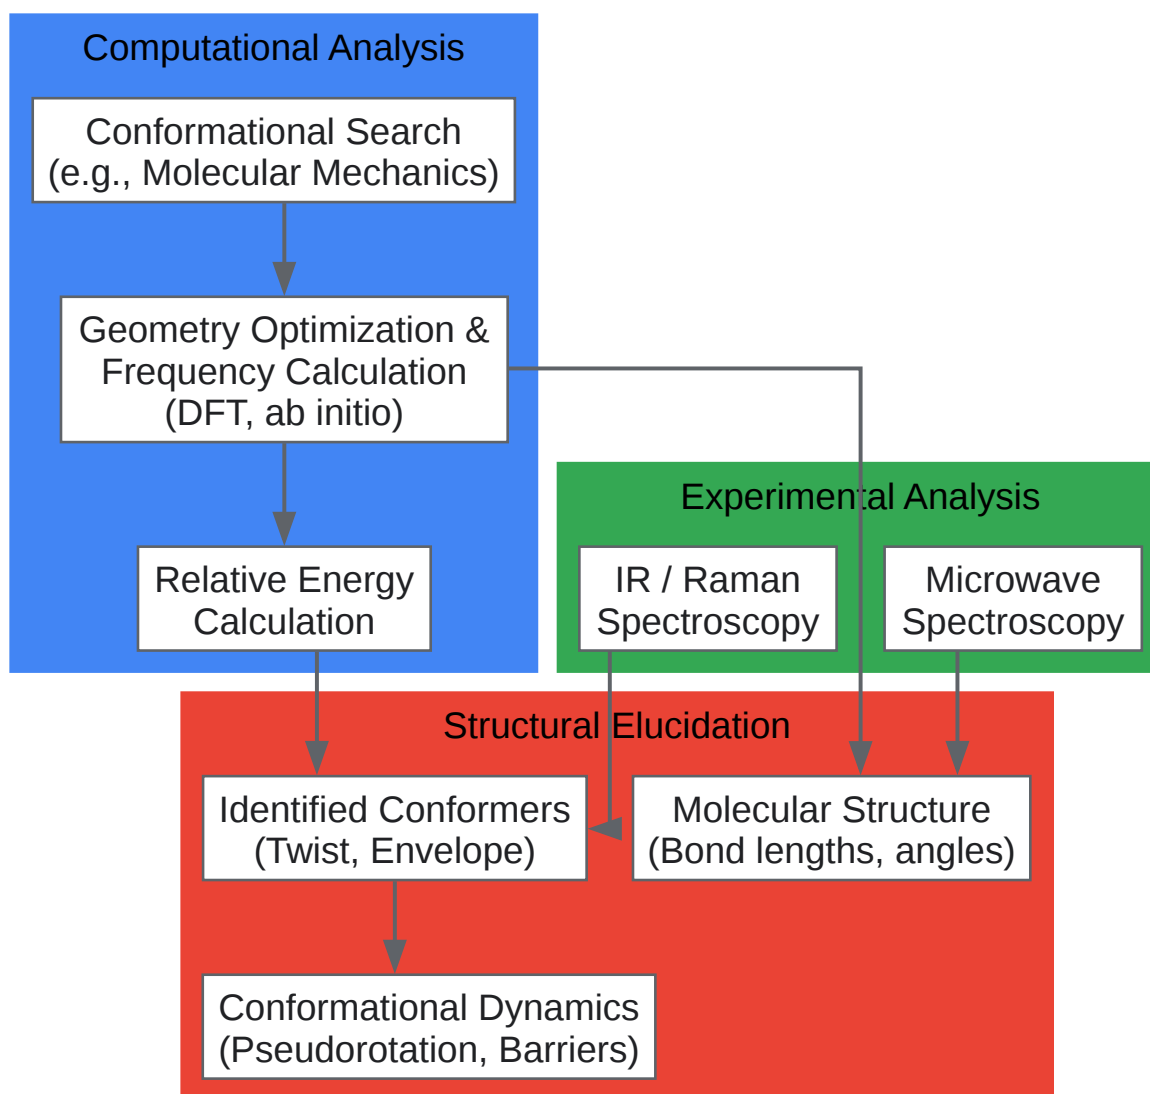 Computational Analysis
Conformational Search
(e.g., Molecular Mechanics)
Geometry Optimization &
Frequency Calculation
(DFT, ab initio)
Relative Energy
Calculation
Experimental Analysis
IR / Raman
Spectroscopy
Microwave
Spectroscopy
Structural Elucidation
Identified Conformers
(Twist, Envelope)
Molecular Structure
(Bond lengths, angles)
Conformational Dynamics
(Pseudorotation, Barriers)